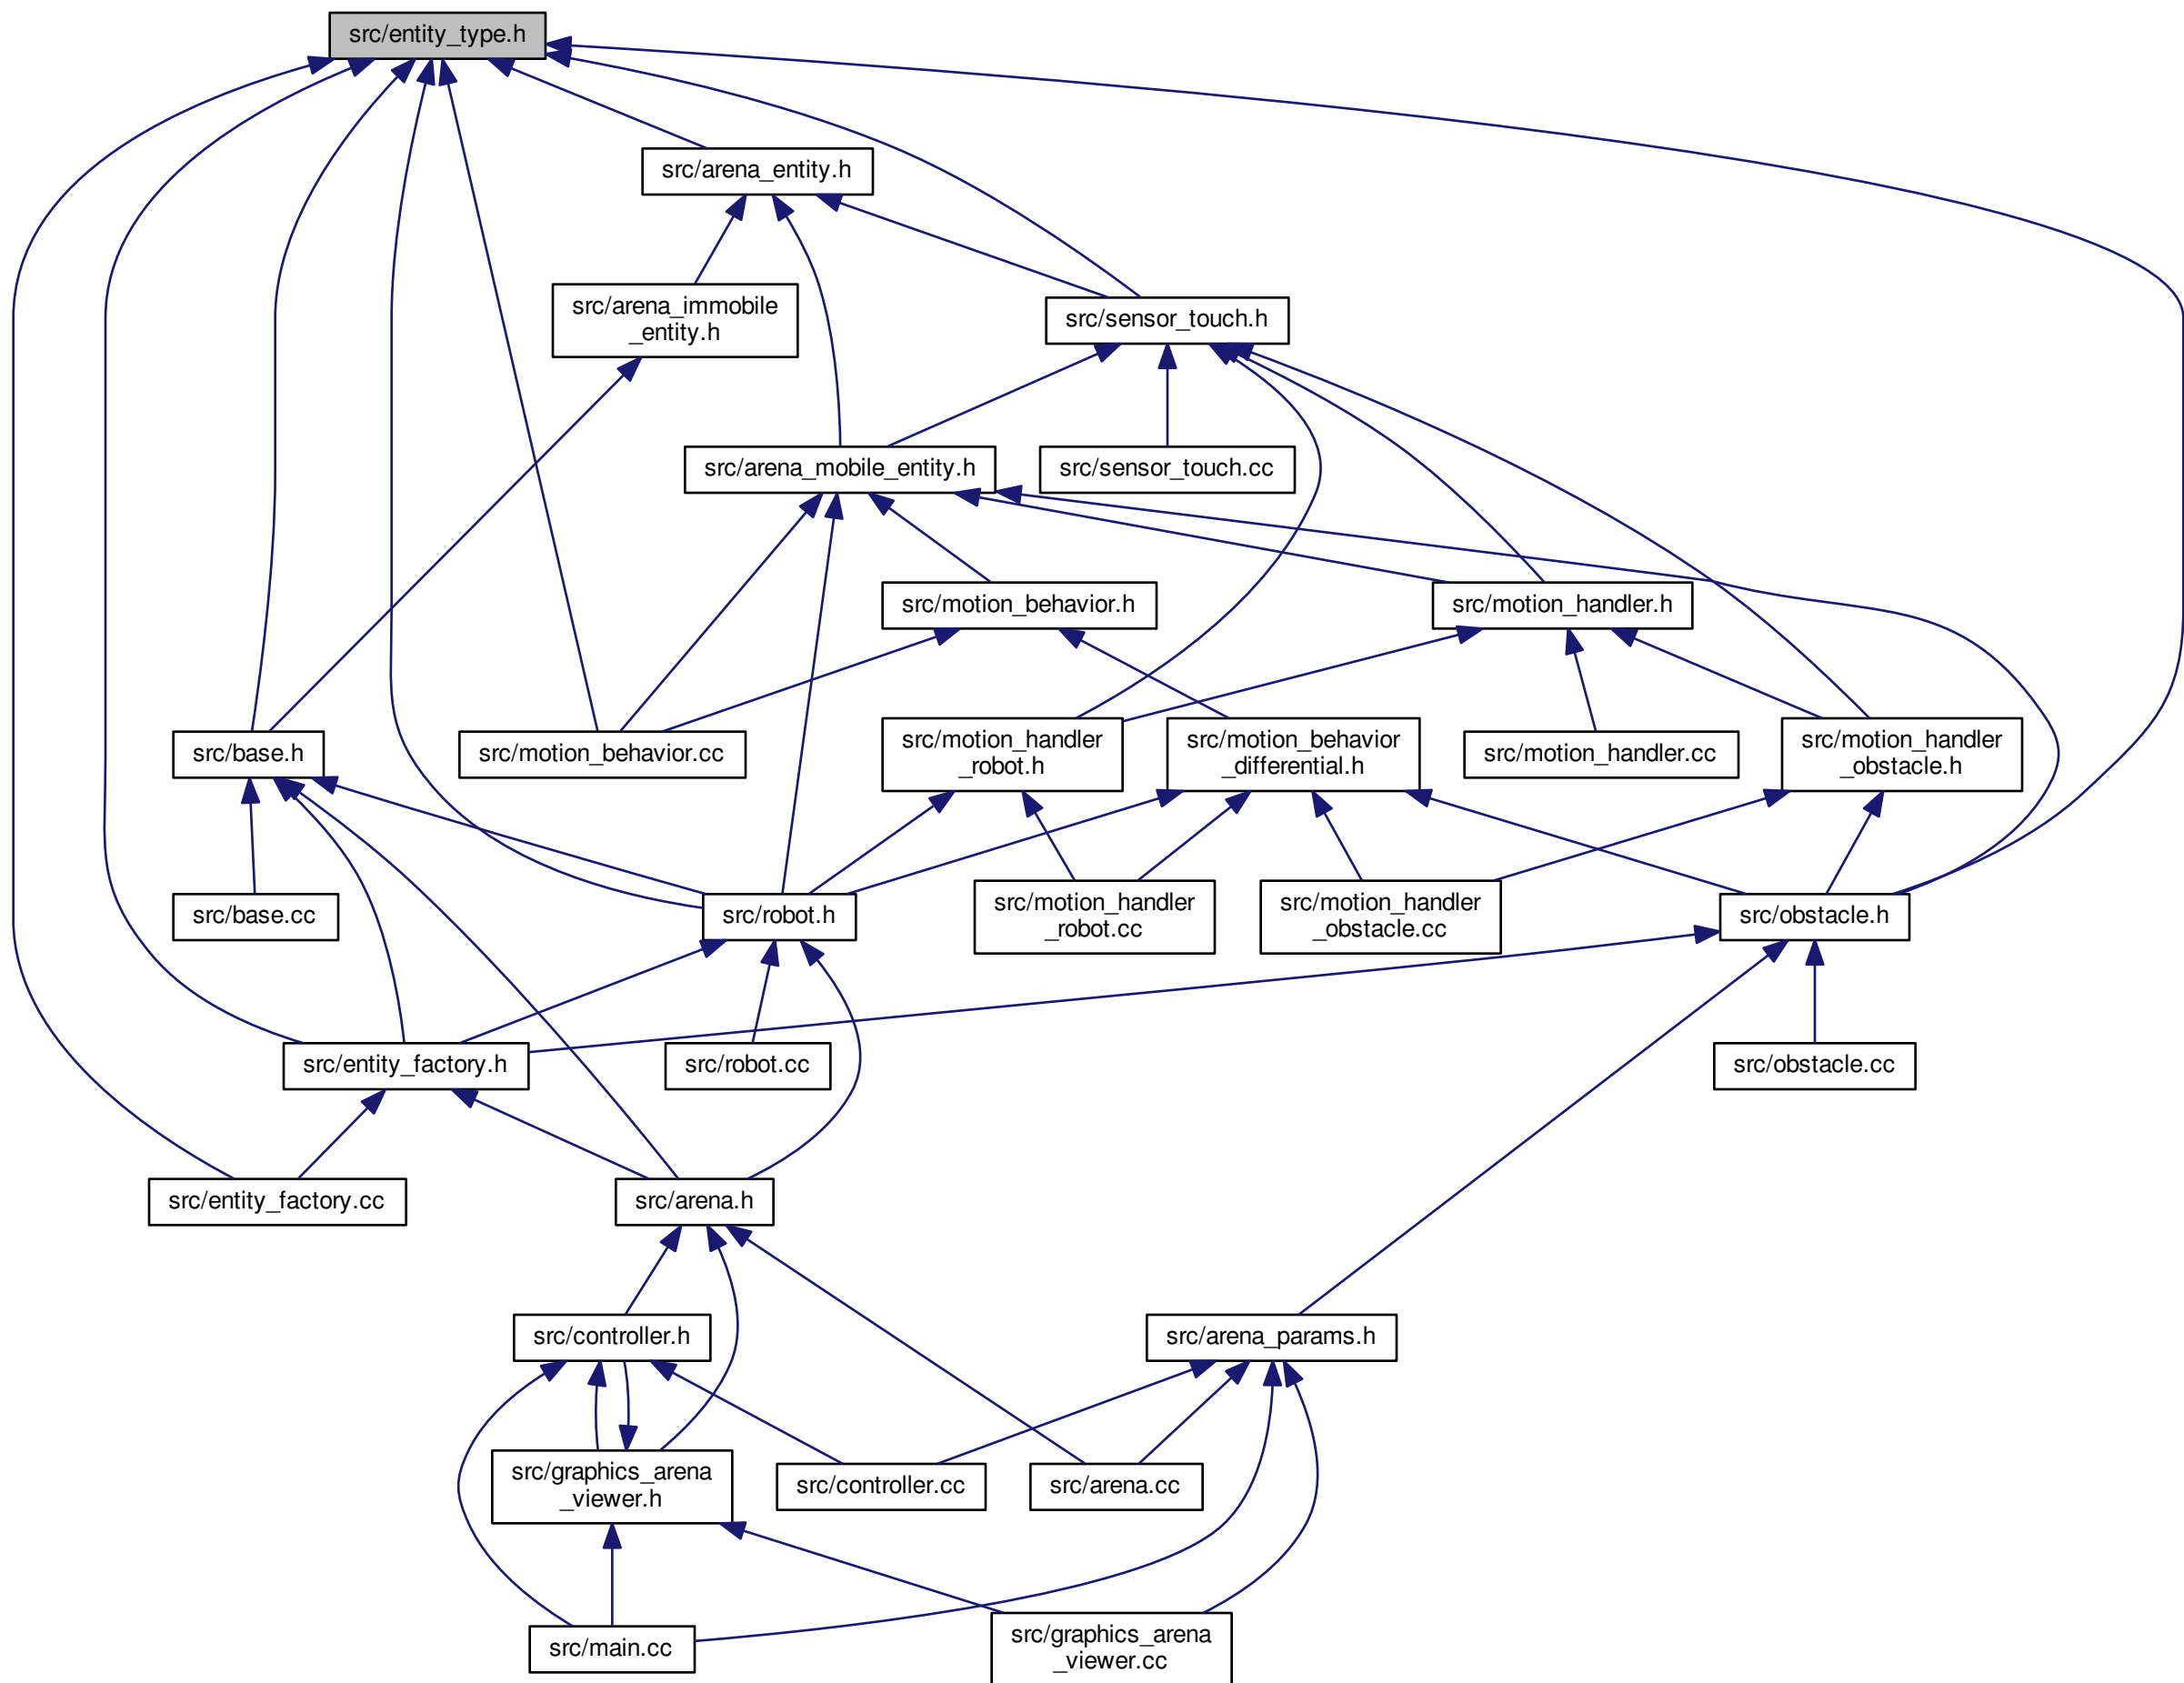 src/entity_type.h
src/arena_entity.h
src/arena_immobile
_entity.h
src/sensor_touch.h
src/arena_mobile_entity.h
src/sensor_touch.cc
src/motion_behavior.h
src/motion_handler.h
src/base.h
src/motion_behavior.cc
src/motion_handler
_robot.h
src/motion_behavior
_differential.h
src/motion_handler.cc
src/motion_handler
_obstacle.h
src/base.cc
src/robot.h
src/motion_handler
_robot.cc
src/motion_handler
_obstacle.cc
src/obstacle.h
src/entity_factory.h
src/robot.cc
src/obstacle.cc
src/entity_factory.cc
src/arena.h
src/controller.h
src/arena_params.h
src/graphics_arena
_viewer.h
src/controller.cc
src/arena.cc
src/main.cc
src/graphics_arena
_viewer.cc